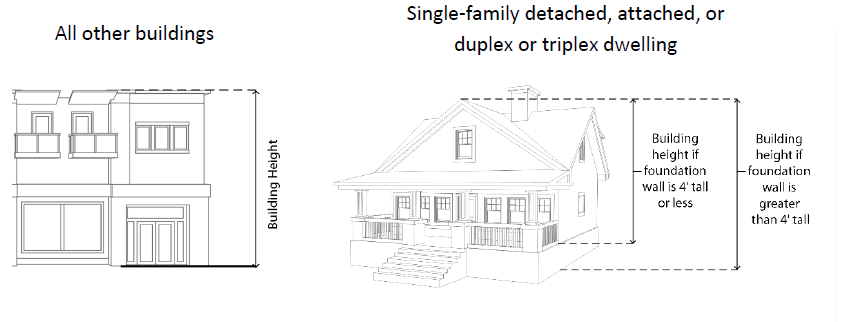 All other buildings
Single-family detached, attached, or
duplex or triplex dwelling
Building Height
Building
height if
foundation
wall is 4' tall
or less
Building
height if
foundation
wall is
greater
than 4' tall